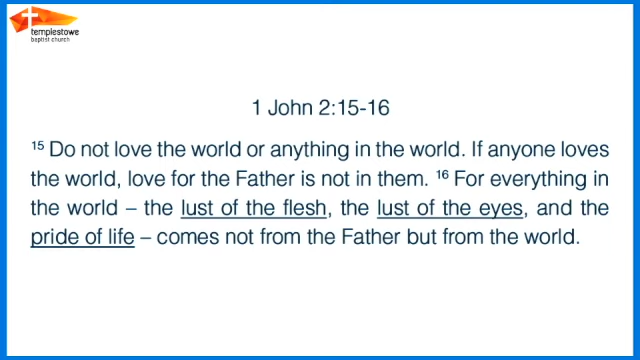 templestowe
baptist church
1 John 2:15-16
¹⁵ Do not love the world or anything in the world. If anyone loves
the world, love for the Father is not in them. ¹⁶ For everything in
the world – the lust of the flesh, the lust of the eyes, and the
pride of life – comes not from the Father but from the world.